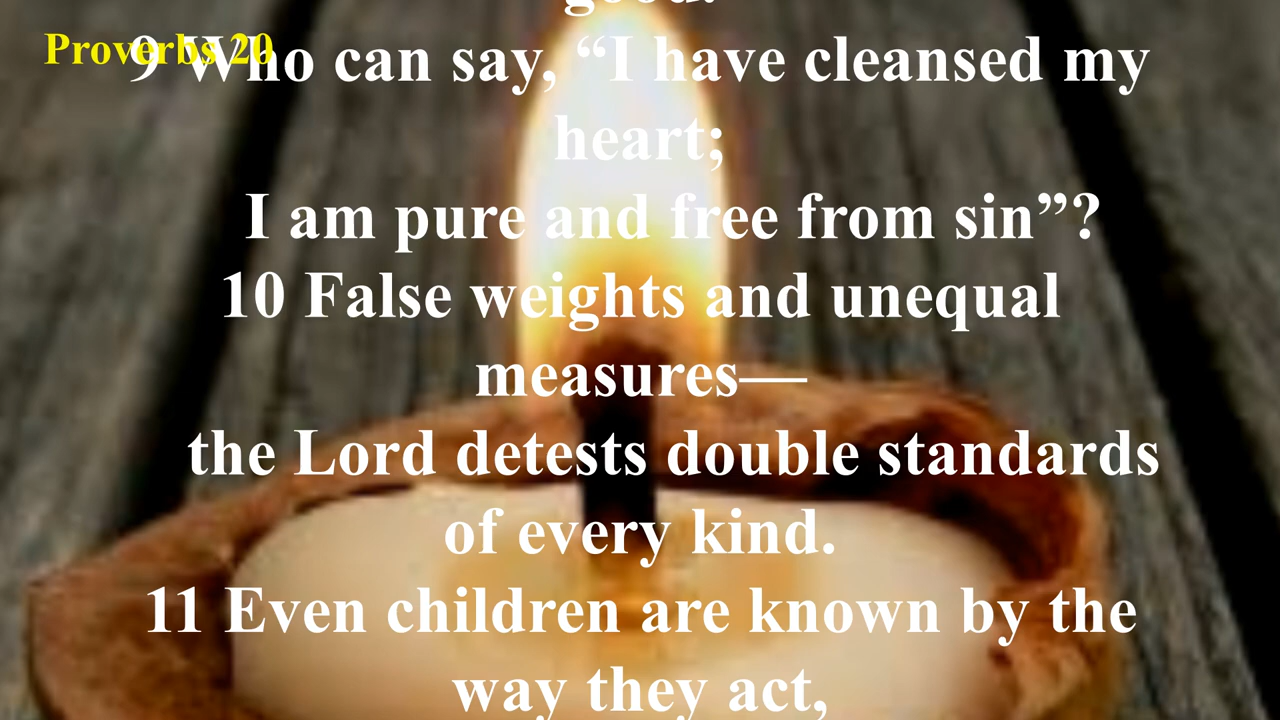 good.
Proverbs 20
9 Who can say, “I have cleansed my
heart;
I am pure and free from sin”?
10 False weights and unequal
measures—
the Lord detests double standards
of every kind.
11 Even children are known by the
way they act,